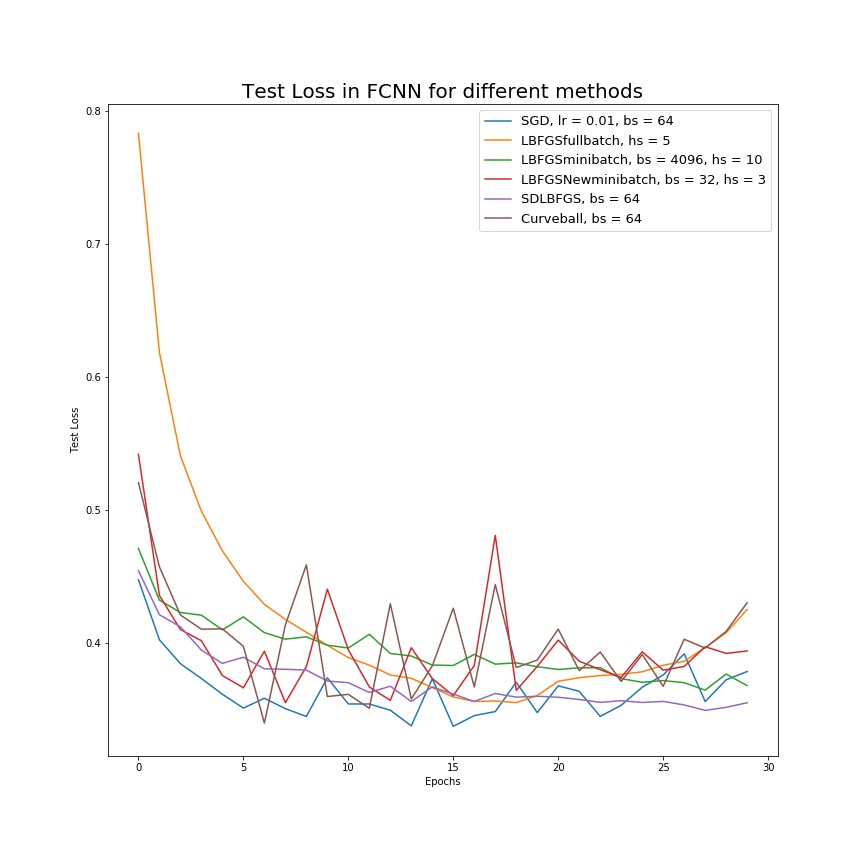 Test Loss in FCNN for different methods
SGD, lr = 0.01, bs = 64
LBFGSfullbatch, hs = 5
LBFGSminibatch, bs = 4096, hs = 10
LBFGSNewminibatch, bs = 32, hs = 3
SDLBFGS, bs = 64
Curveball, bs = 64
0.8
0.7
0.6
0.5
0.4
Test Loss
0 5 10 15 20 25 30
Epochs